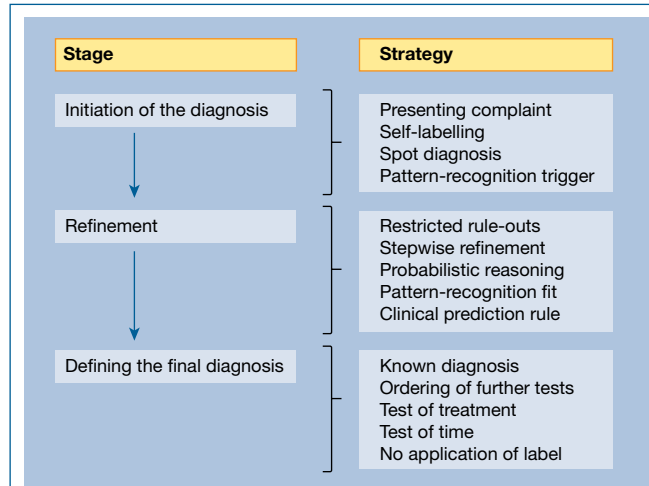 Stage
Strategy
Initiation of the diagnosis
Presenting complaint
Self-labelling
Spot diagnosis
Pattern-recognition trigger
Refinement
Restricted rule-outs
Stepwise refinement
Probabilistic reasoning
Pattern-recognition fit
Clinical prediction rule
Defining the final diagnosis
Known diagnosis
Ordering of further tests
Test of treatment
Test of time
No application of label